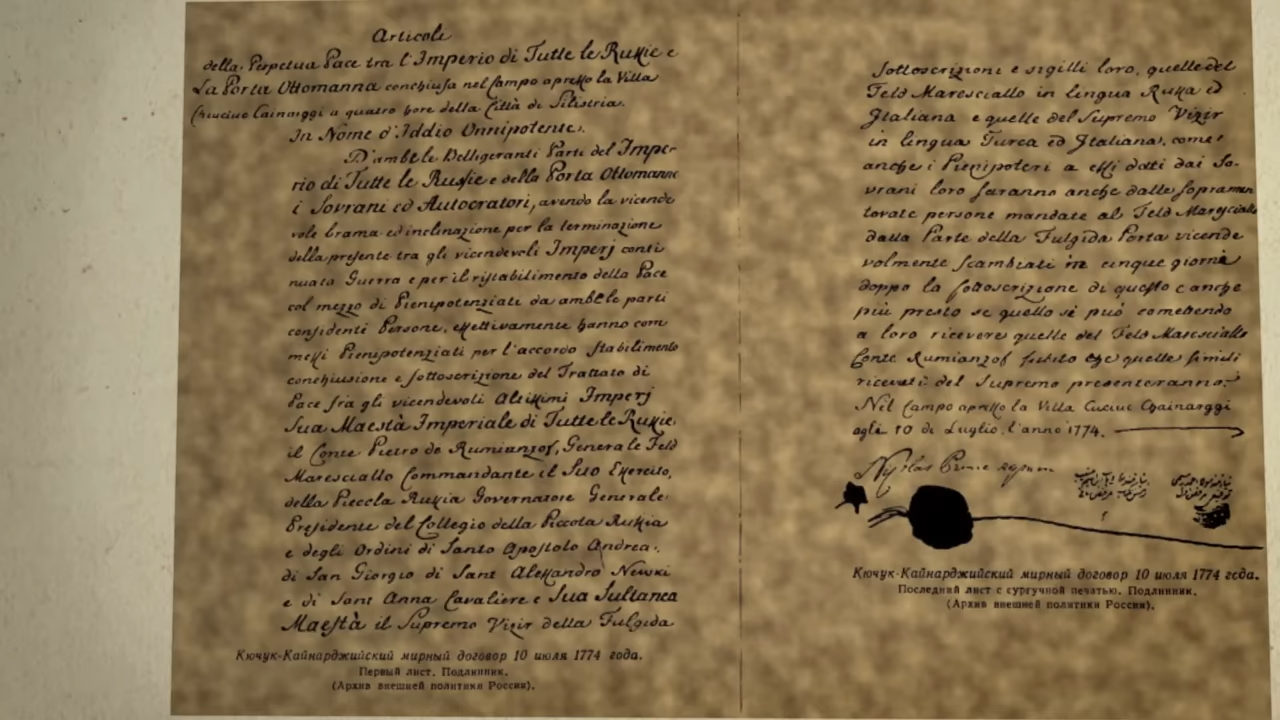 Articoli
della Perpetua Pace tra l'Imperio di Tutte le Russie e
La Porta Ottomanna conchiusa nel Campo apresso la Villa
Ciuciuc Cainarggi a quatro hore della Città di Silistria.
In Nome d'Iddio Onnipotente.
D'ambe le Belligeranti Parti del Impe-
rio di Tutte le Russie e della Porta Ottomanna
i Sovrani ed Autocratori, avendo la vicende
vole brama ed inclinazione per la terminazione
della presente tra gli vicendevoli Imperj conti
nuata Guerra e per il ristabilimento della Pace
col mezzo di Pienipotenziati da ambe le parti
confidenti Persone, effettivamente hanno com
messi Pienipotenziati per l'accordo stabilimento
conchiusione e sottoscrizione del Trattato di
Pace fra gli vicendevoli Altissimi Imperj
Sua Maestà Imperiale di Tutte le Russie,
il Conte Pietro de Rumianzof, Generale Feld
Maresciallo Commandante il Suo Esercito,
della Piccola Russia Governatore Generale
Presidente del Collegio della Piccola Russia
e degli Ordini di Santo Apostolo Andrea,
di San Giorgio di Sant Alessandro Newski
e di Sant Anna Cavaliere e Sua Sultanea
Maestà il Supremo Vizir della Fulgida
Кючук-Кайнарджийский мирный договор 10 июля 1774 года.
Первый лист. Подлинник.
(Архив внешней политики России).
sottoscrizioni e sigilli loro, quelle del
Feld Maresciallo in lingua Russa ed
Italiana e quelle del Supremo Vizir
in lingua Turca ed Italiana, come
anche i Pienipoteri a essi dati dai So-
vrani loro saranno anche dalle sopramen
tovate persone mandate al Feld Maresciallo
dalla Parte della Fulgida Porta vicende
volmente scambiati in cinque giorni
doppo la sottoscrizione di questo e anche
più presto se quello si può comettendo
a loro ricevere quelle del Feld Maresciallo
Conte Rumianzof subito che quelle simili
ricevuti del Supremo presenteranno.
Nel Campo apresso la Villa Ciuciuc Chainarggi
agli 10 di Luglio, l'anno 1774.
Кючук-Кайнарджийский мирный договор 10 июля 1774 года.
Последний лист с сургучной печатью. Подлинник.
(Архив внешней политики России).